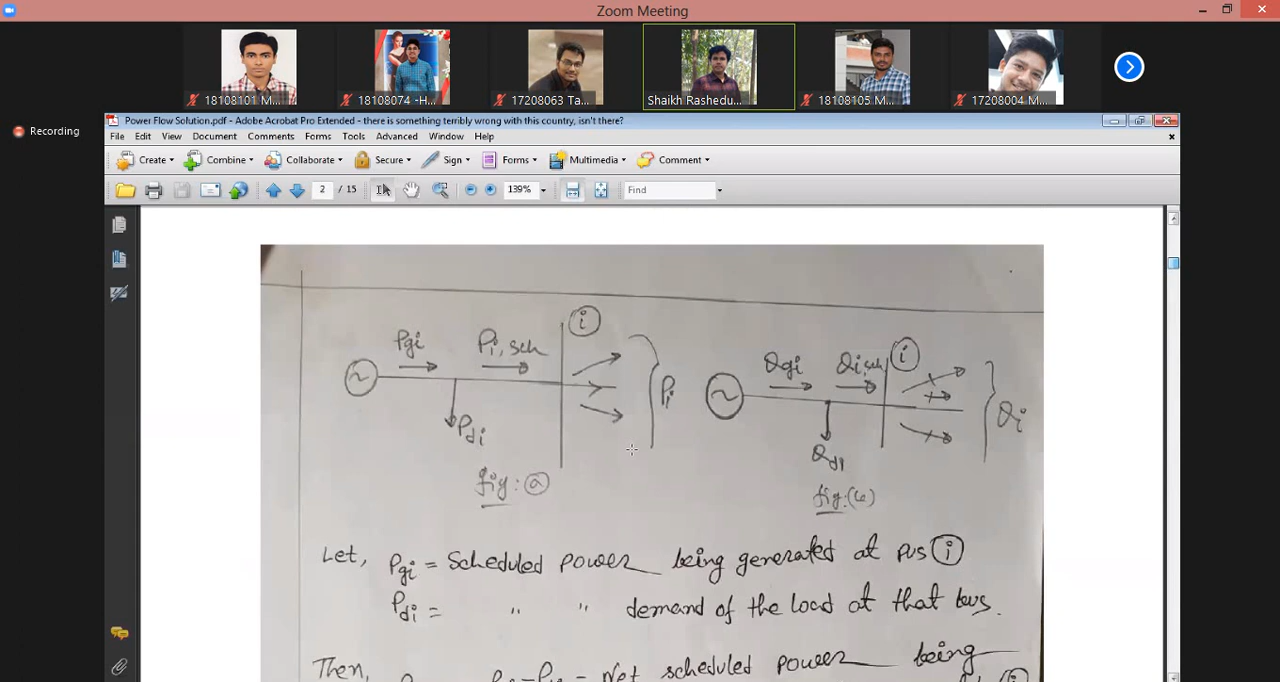 Zoom Meeting
18108101 M...
18108074 -H...
17208063 Ta...
Shaikh Rashedu...
18108105 M...
17208004 M...
Recording
Power Flow Solution.pdf - Adobe Acrobat Pro Extended - there is something terribly wrong with this country, isn't there?
File Edit View Document Comments Forms Tools Advanced Window Help
Create Combine Collaborate Secure Sign Forms Multimedia Comment
2 / 15 139% Find
Pgi Pi, sch i
Pdi Pi
fig: a
Qgi Qi, sch i
Qdi Qi
fig:
Let, Pgi = Scheduled power being generated at bus i
Pdi = " " demand of the load at that bus.
Then, Net scheduled power being